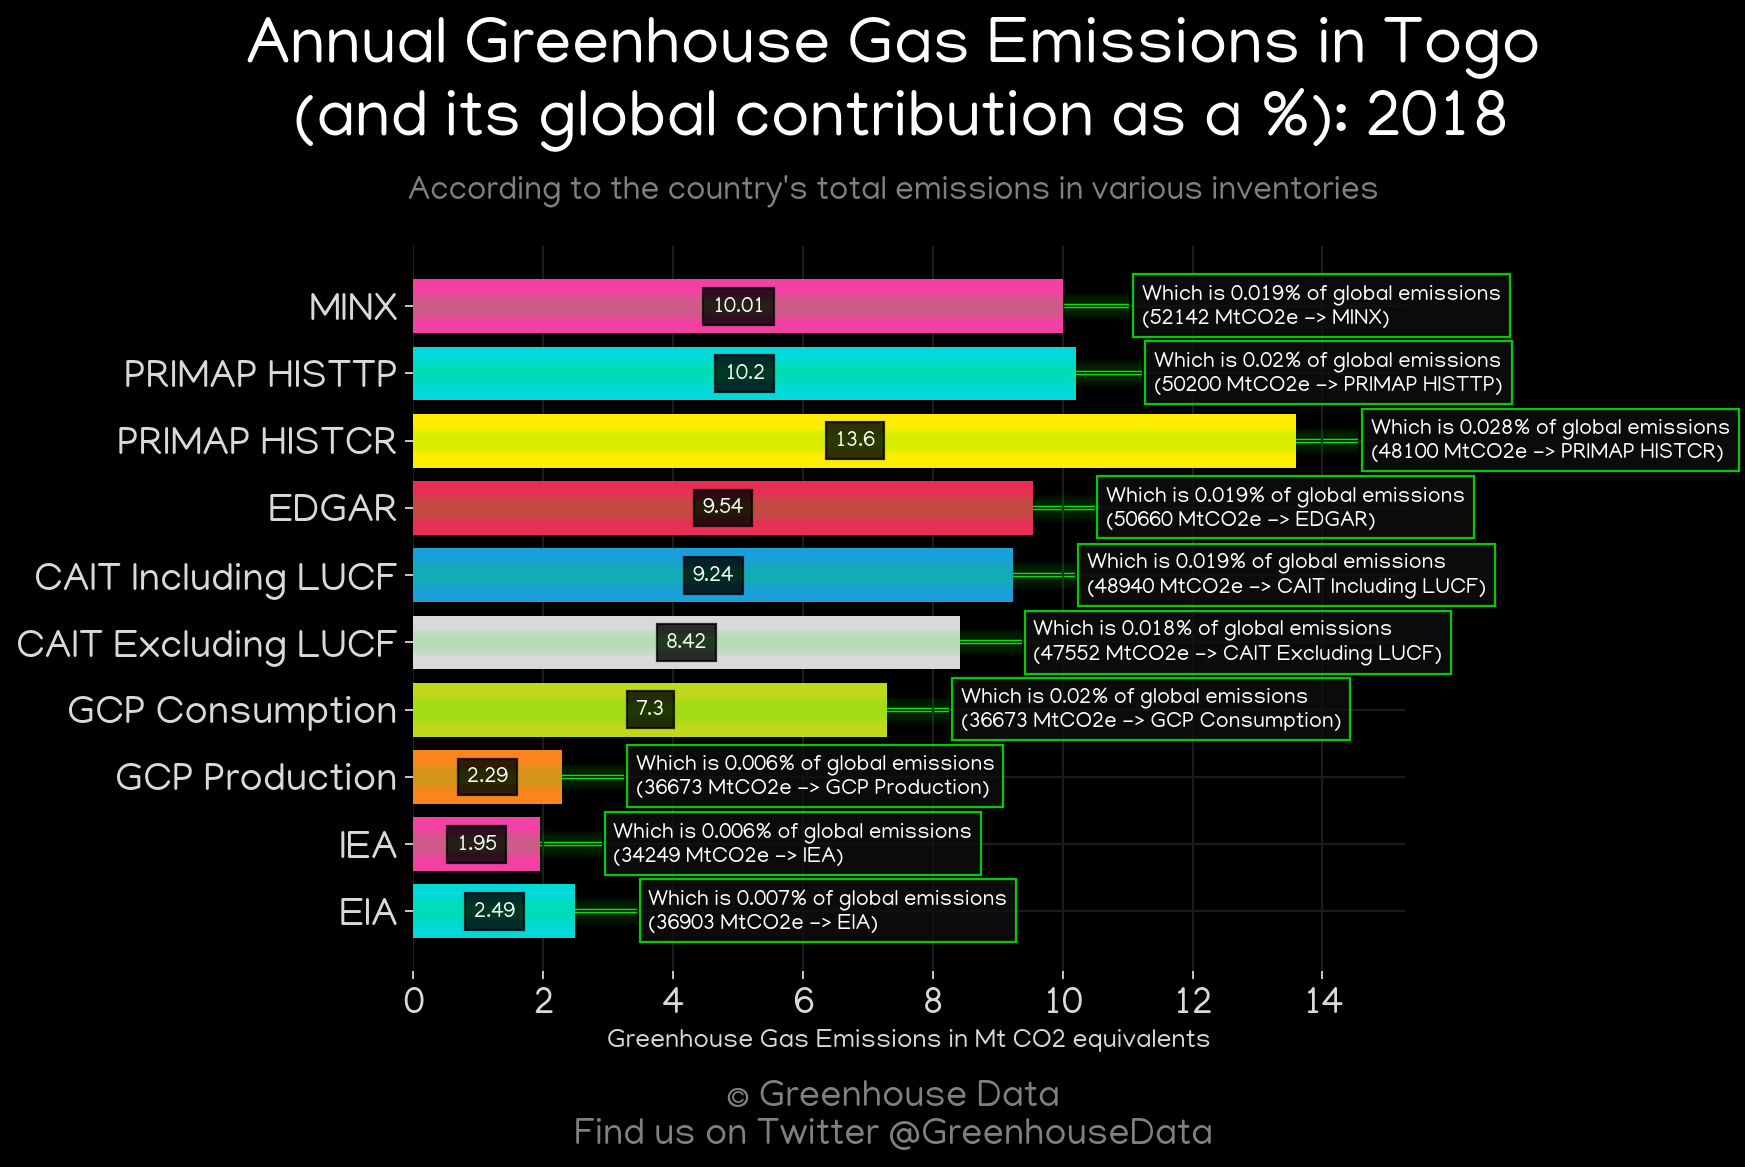 Annual Greenhouse Gas Emissions in Togo
(and its global contribution as a %): 2018
According to the country's total emissions in various inventories
MINX
10.01
Which is 0.019% of global emissions
(52142 MtCO2e -> MINX)
PRIMAP HISTTP
10.2
Which is 0.02% of global emissions
(50200 MtCO2e -> PRIMAP HISTTP)
PRIMAP HISTCR
13.6
Which is 0.028% of global emissions
(48100 MtCO2e -> PRIMAP HISTCR)
EDGAR
9.54
Which is 0.019% of global emissions
(50660 MtCO2e -> EDGAR)
CAIT Including LUCF
9.24
Which is 0.019% of global emissions
(48940 MtCO2e -> CAIT Including LUCF)
CAIT Excluding LUCF
8.42
Which is 0.018% of global emissions
(47552 MtCO2e -> CAIT Excluding LUCF)
GCP Consumption
7.3
Which is 0.02% of global emissions
(36673 MtCO2e -> GCP Consumption)
GCP Production
2.29
Which is 0.006% of global emissions
(36673 MtCO2e -> GCP Production)
IEA
1.95
Which is 0.006% of global emissions
(34249 MtCO2e -> IEA)
EIA
2.49
Which is 0.007% of global emissions
(36903 MtCO2e -> EIA)
0 2 4 6 8 10 12 14
Greenhouse Gas Emissions in Mt CO2 equivalents
© Greenhouse Data
Find us on Twitter @GreenhouseData